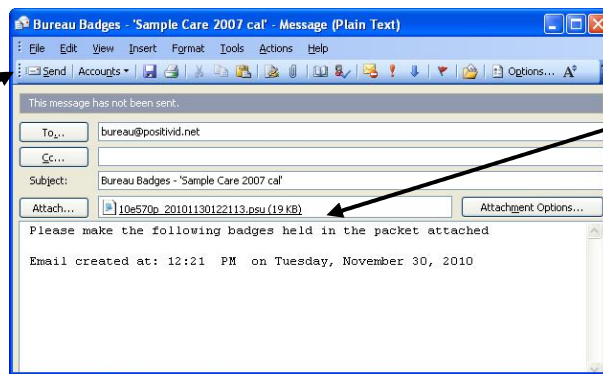 Bureau Badges - 'Sample Care 2007 cal' - Message (Plain Text)
File Edit View Insert Format Tools Actions Help
Send Accounts Options...
This message has not been sent.
To... bureau@positivid.net
Cc...
Subject: Bureau Badges - 'Sample Care 2007 cal'
Attach... 10e570p_20101130122113.psu (19 KB) Attachment Options...
Please make the following badges held in the packet attached
Email created at: 12:21 PM on Tuesday, November 30, 2010